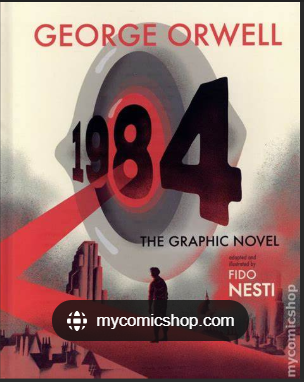 GEORGE ORWELL
1984
THE GRAPHIC NOVEL
adapted and
illustrated by
FIDO
NESTI
mycomicshop.com
mycomicshop